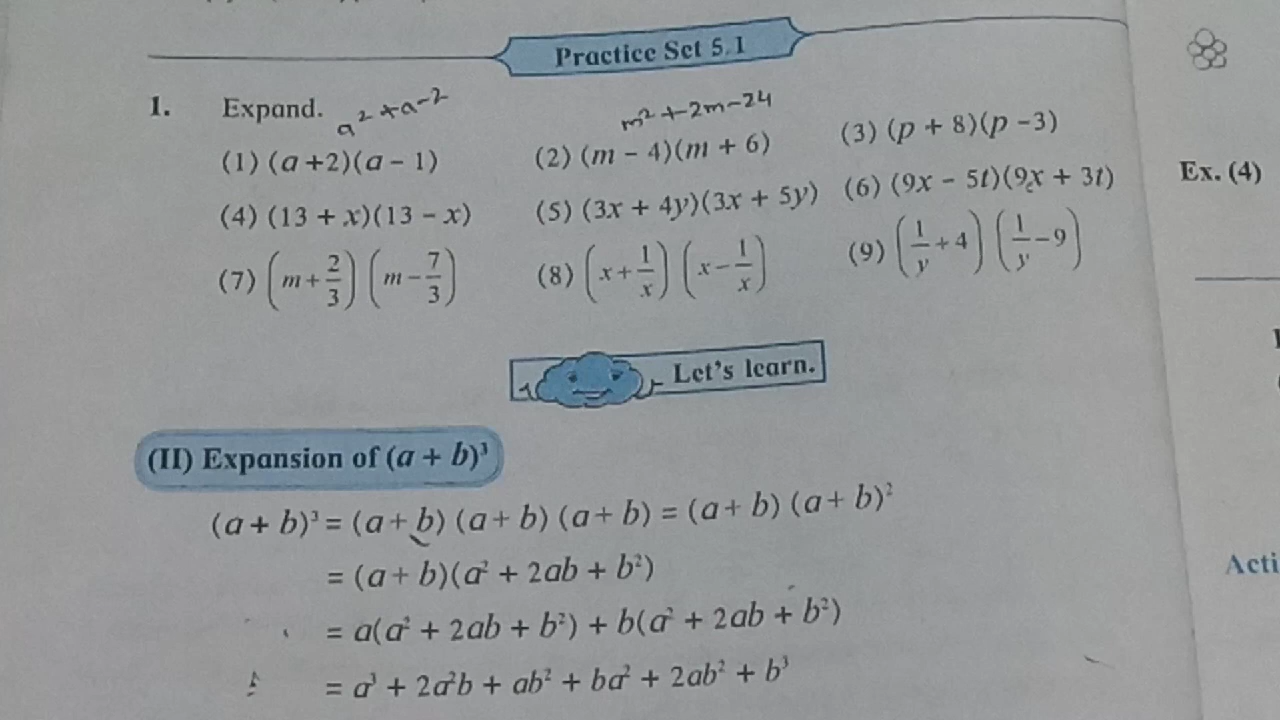 Practice Set 5.1
1. Expand. a² + a - 2 m² + 2m - 24
(1) (a + 2)(a - 1) (2) (m - 4)(m + 6) (3) (p + 8)(p - 3)
(4) (13 + x)(13 - x) (5) (3x + 4y)(3x + 5y) (6) (9x - 5t)(9x + 3t)
(7) (m + 2/3) (m - 7/3) (8) (x + 1/x) (x - 1/x) (9) (1/y + 4) (1/y - 9)
Let's learn.
(II) Expansion of (a + b)³
(a + b)³ = (a + b) (a + b) (a + b) = (a + b) (a + b)²
= (a + b)(a² + 2ab + b²)
= a(a² + 2ab + b²) + b(a² + 2ab + b²)
= a³ + 2a²b + ab² + ba² + 2ab² + b³
Ex. (4)
Acti